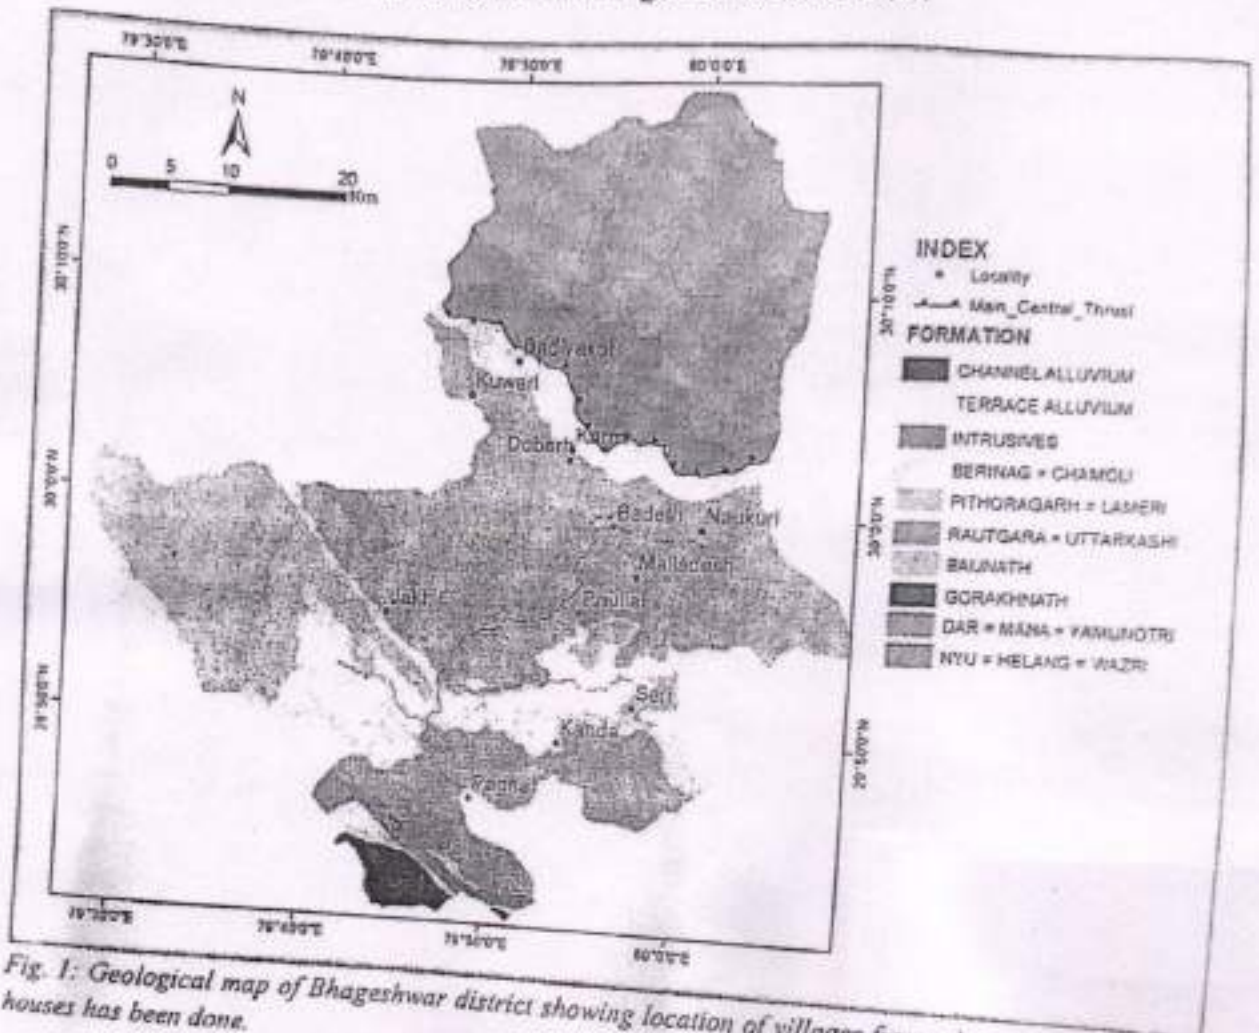 79°30'0"E
79°40'0"E
79°50'0"E
80°0'0"E
N
0 5 10 20
Km
30°10'0"N
30°0'0"N
29°50'0"N
30°10'0"N
30°0'0"N
29°50'0"N
Kuwari
Karmi
Badeth Naukuri
Malladesh
Jakh
Seri
Kanda
INDEX
Locality
Main_Central_Thrust
FORMATION
CHANNEL ALLUVIUM
TERRACE ALLUVIUM
INTRUSIVES
BERINAG = CHAMOLI
PITHORAGARH = LAMERI
RAUTGARA = UTTARKASHI
BAIJNATH
GORAKHNATH
DAR = MANA = YAMUNOTRI
NYU = HELANG = WAZRI
79°30'0"E
79°40'0"E
79°50'0"E
80°0'0"E
Fig. 1: Geological map of Bhageshwar district showing location of villages
houses has been done.